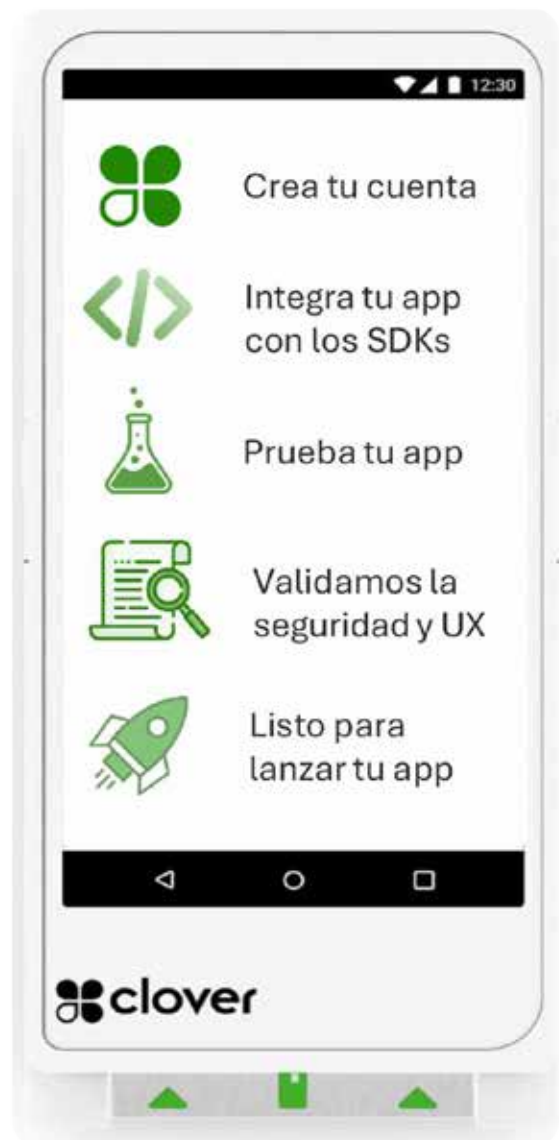 12:30
Crea tu cuenta
Integra tu app
con los SDKs
Prueba tu app
Validamos la
seguridad y UX
Listo para
lanzar tu app
clover